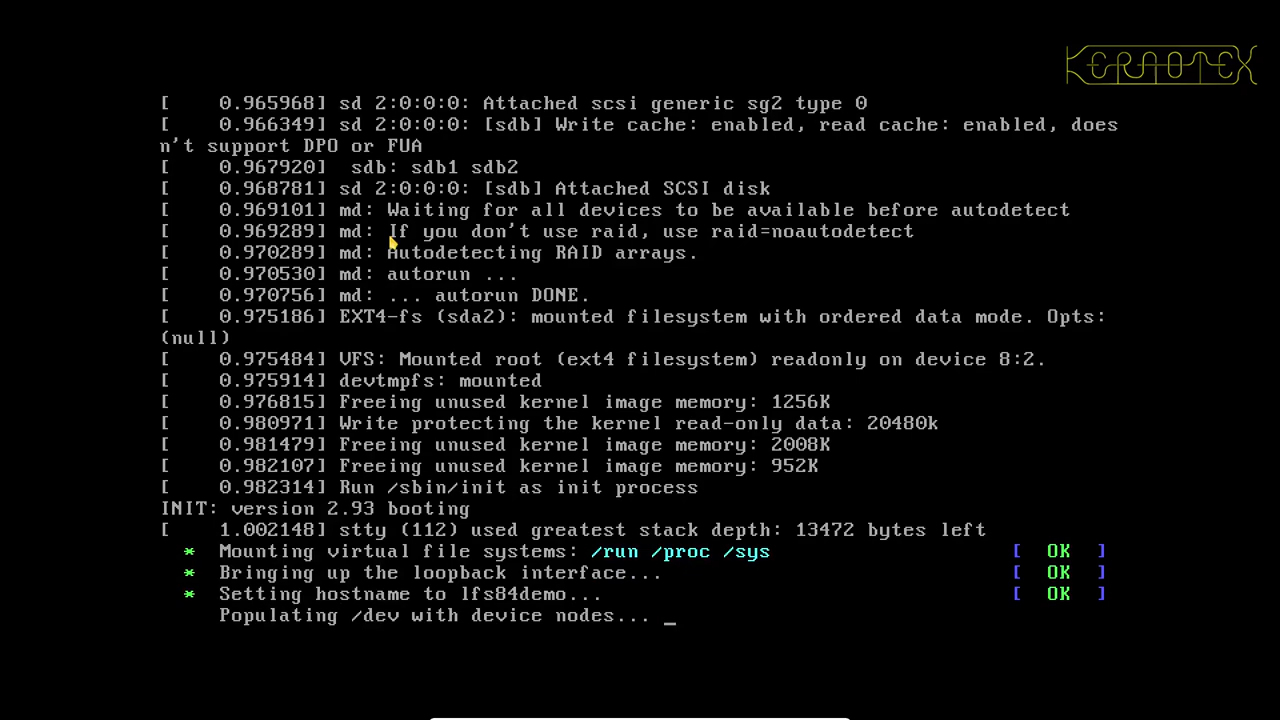 KERNOTEX
[    0.965968] sd 2:0:0:0: Attached scsi generic sg2 type 0
[    0.966349] sd 2:0:0:0: [sdb] Write cache: enabled, read cache: enabled, does
n't support DPO or FUA
[    0.967920]  sdb: sdb1 sdb2
[    0.968781] sd 2:0:0:0: [sdb] Attached SCSI disk
[    0.969101] md: Waiting for all devices to be available before autodetect
[    0.969289] md: If you don't use raid, use raid=noautodetect
[    0.970289] md: Autodetecting RAID arrays.
[    0.970530] md: autorun ...
[    0.970756] md: ... autorun DONE.
[    0.975186] EXT4-fs (sda2): mounted filesystem with ordered data mode. Opts:
(null)
[    0.975484] VFS: Mounted root (ext4 filesystem) readonly on device 8:2.
[    0.975914] devtmpfs: mounted
[    0.976815] Freeing unused kernel image memory: 1256K
[    0.980971] Write protecting the kernel read-only data: 20480k
[    0.981479] Freeing unused kernel image memory: 2008K
[    0.982107] Freeing unused kernel image memory: 952K
[    0.982314] Run /sbin/init as init process
INIT: version 2.93 booting
[    1.002148] stty (112) used greatest stack depth: 13472 bytes left
  *  Mounting virtual file systems: /run /proc /sys                    [  OK  ]
  *  Bringing up the loopback interface...                             [  OK  ]
  *  Setting hostname to lfs84demo...                                  [  OK  ]
     Populating /dev with device nodes... _